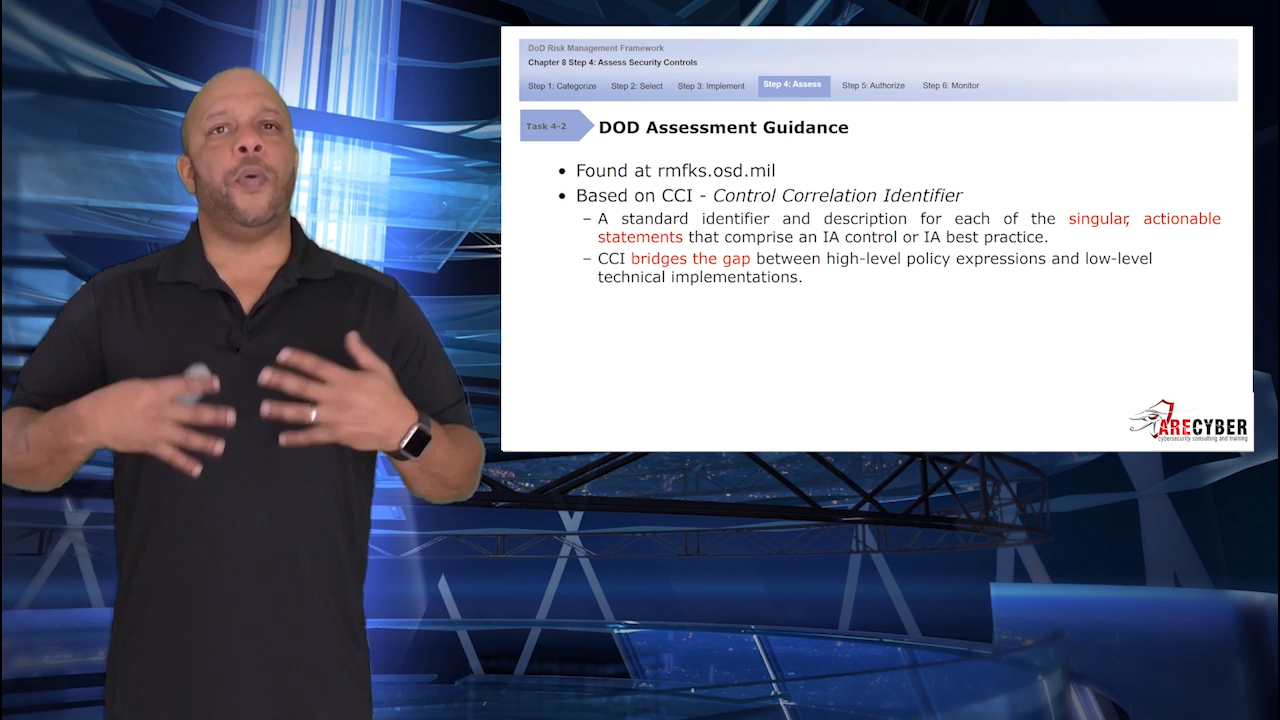 DoD Risk Management Framework
Chapter 8 Step 4: Assess Security Controls
Step 1: Categorize Step 2: Select Step 3: Implement Step 4: Assess Step 5: Authorize Step 6: Monitor
Task 4-2 DOD Assessment Guidance
• Found at rmfks.osd.mil
• Based on CCI - Control Correlation Identifier
– A standard identifier and description for each of the singular, actionable
statements that comprise an IA control or IA best practice.
– CCI bridges the gap between high-level policy expressions and low-level
technical implementations.
ARECYBER
cybersecurity consulting and training